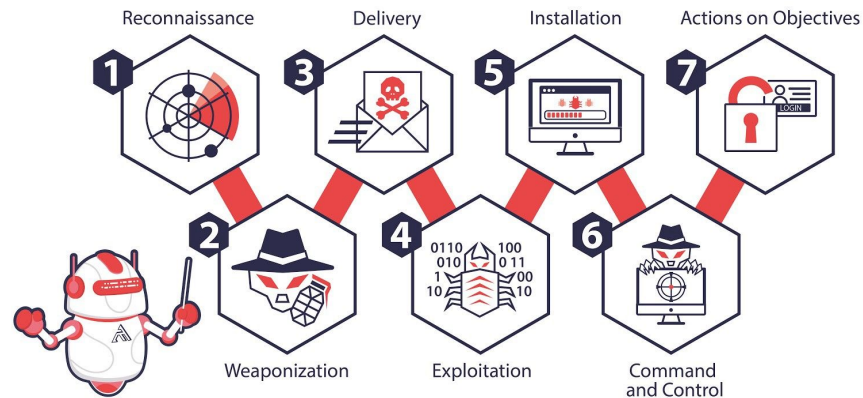 Reconnaissance
Delivery
Installation
Actions on Objectives
1
3
5
7
LOGIN
2
4
6
0110 100
010 0 11
1 00
10 10
Weaponization
Exploitation
Command
and Control